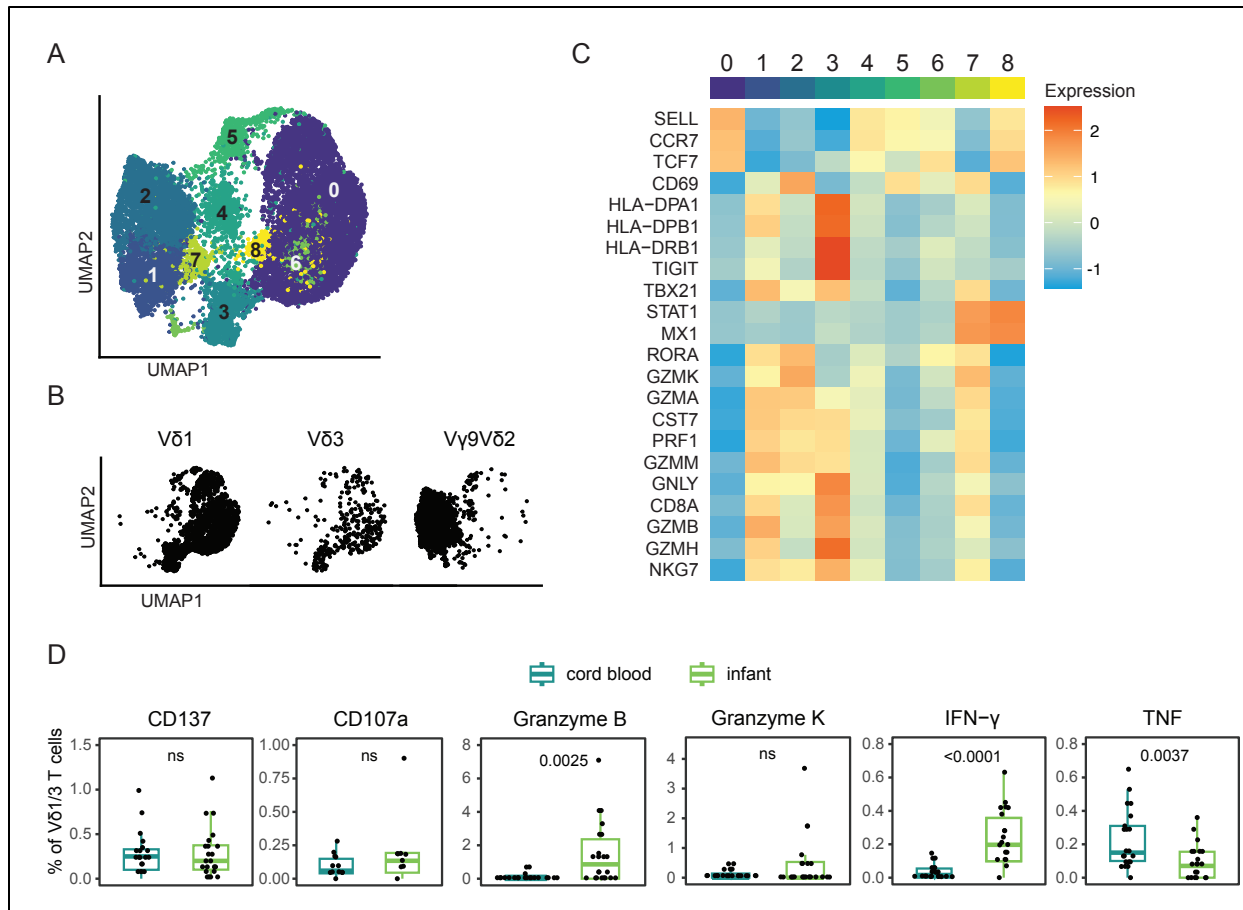 A
5
2
0
4
8
7
1
6
3
UMAP2
UMAP1
B
Vδ1 Vδ3 Vγ9Vδ2
UMAP2
UMAP1
C
0 1 2 3 4 5 6 7 8
SELL
CCR7
TCF7
CD69
HLA−DPA1
HLA−DPB1
HLA−DRB1
TIGIT
TBX21
STAT1
MX1
RORA
GZMK
GZMA
CST7
PRF1
GZMM
GNLY
CD8A
GZMB
GZMH
NKG7
Expression
2
1
0
-1
D
cord blood infant
% of Vδ1/3 T cells
CD137
ns
1.5
1.0
0.5
0.0
CD107a
ns
1.00
0.75
0.50
0.25
0.00
Granzyme B
0.0025
8
6
4
2
0
Granzyme K
ns
4
3
2
1
0
IFN−γ
<0.0001
0.8
0.6
0.4
0.2
0.0
TNF
0.0037
0.8
0.6
0.4
0.2
0.0